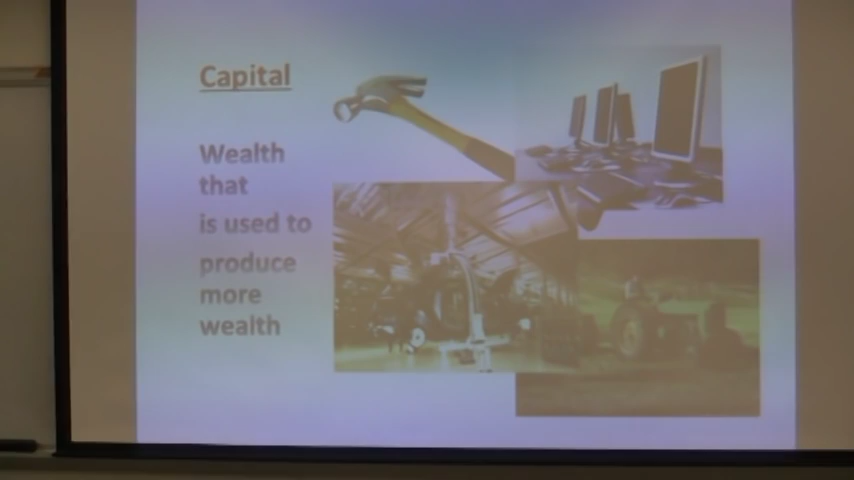 Capital
Wealth
that
is used to
produce
more
wealth